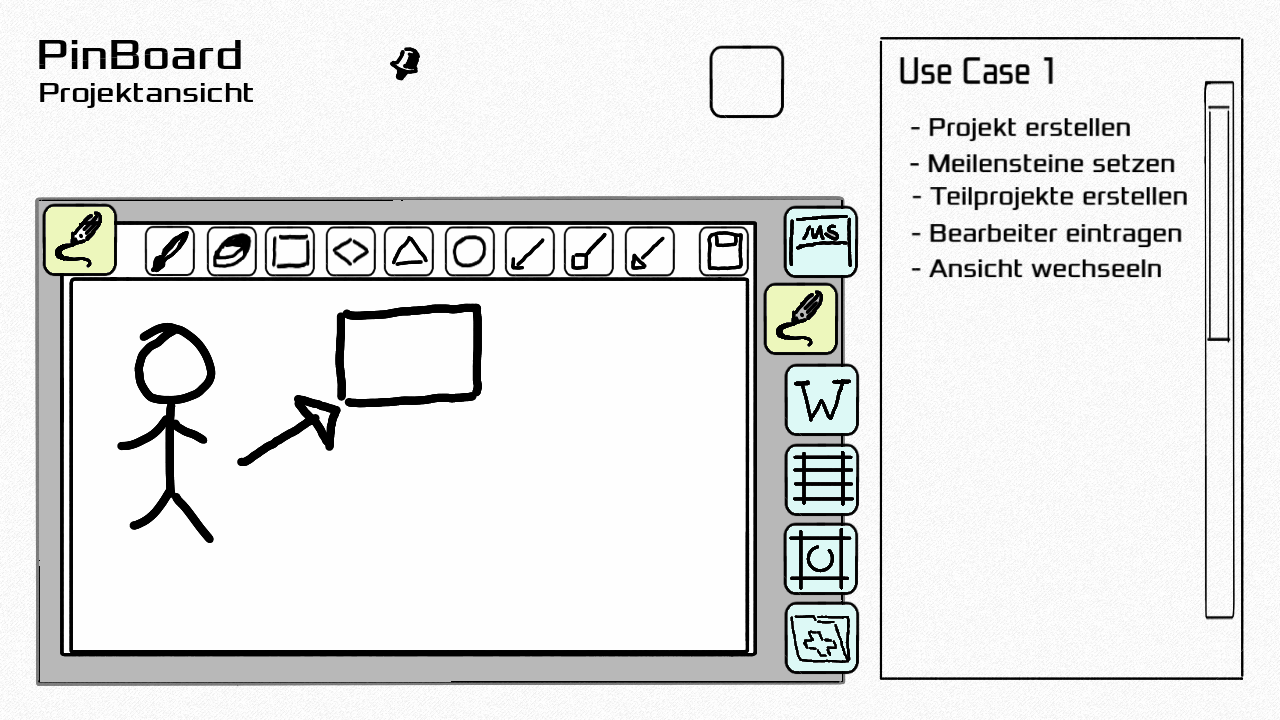 PinBoard
Projektansicht
Use Case 1
- Projekt erstellen
- Meilensteine setzen
- Teilprojekte erstellen
- Bearbeiter eintragen
- Ansicht wechseeln
MS
W